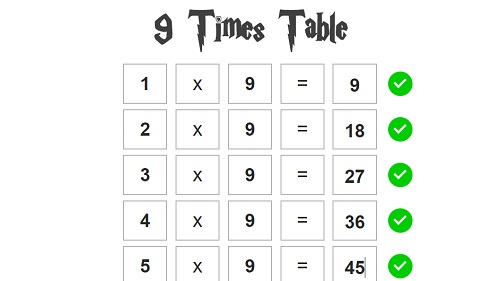 9 Times Table
1 x 9 = 9
2 x 9 = 18
3 x 9 = 27
4 x 9 = 36
5 x 9 = 45